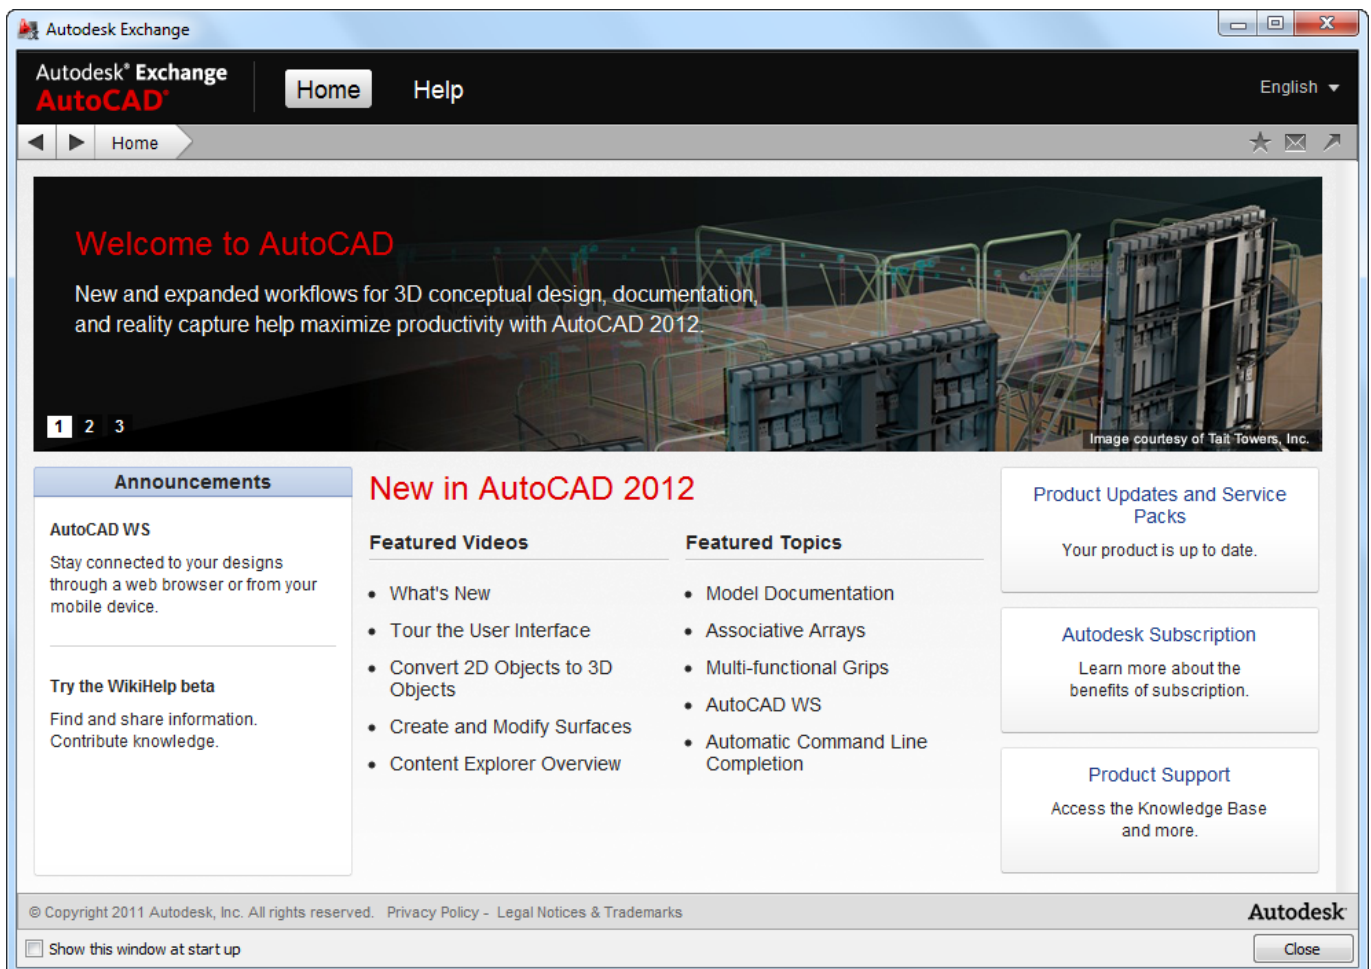 Autodesk Exchange
Autodesk® Exchange
AutoCAD®
Home
Help
English
Home
Welcome to AutoCAD
New and expanded workflows for 3D conceptual design, documentation,
and reality capture help maximize productivity with AutoCAD 2012.
1 2 3
Image courtesy of Tait Towers, Inc.
Announcements
AutoCAD WS
Stay connected to your designs
through a web browser or from your
mobile device.
Try the WikiHelp beta
Find and share information.
Contribute knowledge.
New in AutoCAD 2012
Featured Videos
What's New
Tour the User Interface
Convert 2D Objects to 3D
Objects
Create and Modify Surfaces
Content Explorer Overview
Featured Topics
Model Documentation
Associative Arrays
Multi-functional Grips
AutoCAD WS
Automatic Command Line
Completion
Product Updates and Service
Packs
Your product is up to date.
Autodesk Subscription
Learn more about the
benefits of subscription.
Product Support
Access the Knowledge Base
and more.
© Copyright 2011 Autodesk, Inc. All rights reserved. Privacy Policy - Legal Notices & Trademarks
Autodesk
Show this window at start up
Close